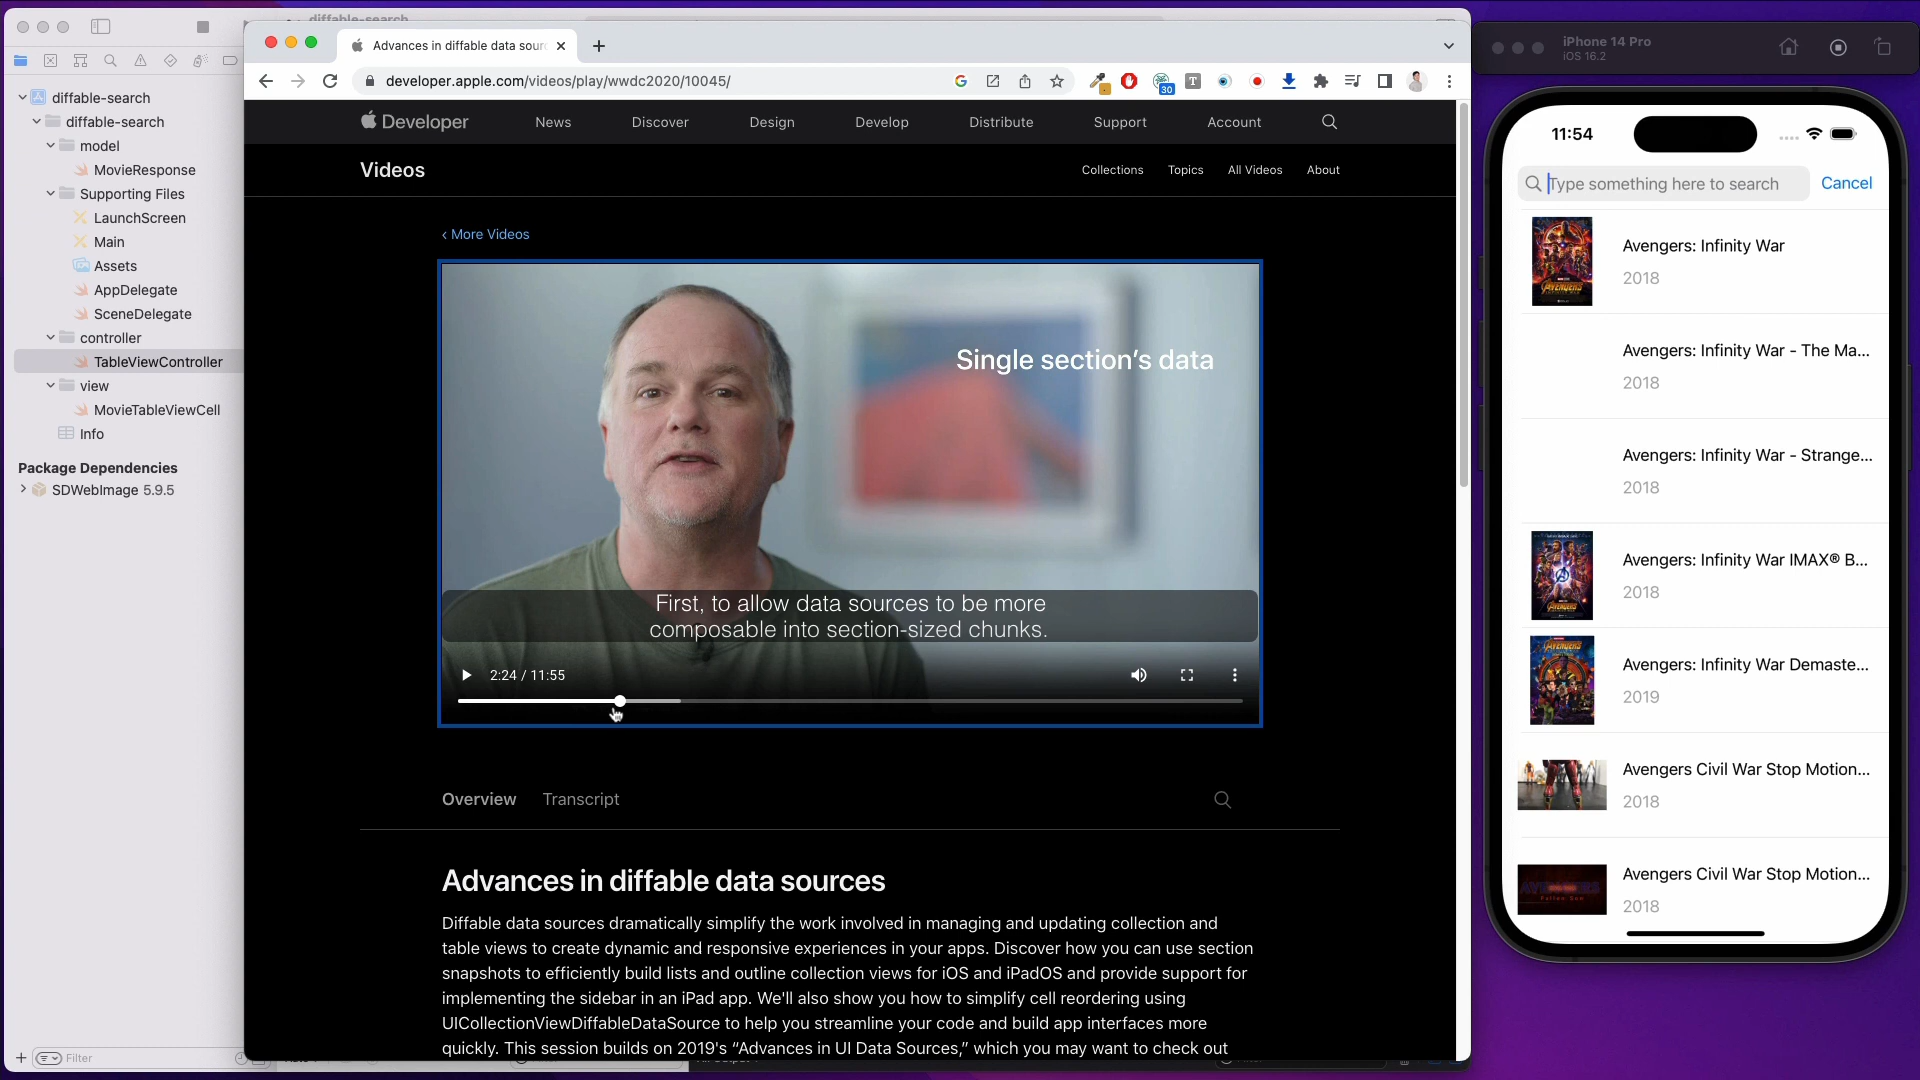 diffable-search
Advances in diffable data sour
developer.apple.com/videos/play/wwdc2020/10045/
30
T
diffable-search
diffable-search
model
MovieResponse
Supporting Files
LaunchScreen
Main
Assets
AppDelegate
SceneDelegate
controller
TableViewController
view
MovieTableViewCell
Info
Package Dependencies
SDWebImage 5.9.5
Filter
Developer
News
Discover
Design
Develop
Distribute
Support
Account
Videos
Collections
Topics
All Videos
About
‹ More Videos
Single section’s data
First, to allow data sources to be more
composable into section-sized chunks.
2:24 / 11:55
Overview
Transcript
Advances in diffable data sources
Diffable data sources dramatically simplify the work involved in managing and updating collection and
table views to create dynamic and responsive experiences in your apps. Discover how you can use section
snapshots to efficiently build lists and outline collection views for iOS and iPadOS and provide support for
implementing the sidebar in an iPad app. We'll also show you how to simplify cell reordering using
UICollectionViewDiffableDataSource to help you streamline your code and build app interfaces more
quickly. This session builds on 2019's “Advances in UI Data Sources,” which you may want to check out
iPhone 14 Pro
iOS 16.2
11:54
Type something here to search
Cancel
Avengers: Infinity War
2018
Avengers: Infinity War - The Ma...
2018
Avengers: Infinity War - Strange...
2018
Avengers: Infinity War IMAX® B...
2018
Avengers: Infinity War Demaste...
2019
Avengers Civil War Stop Motion...
2018
Avengers Civil War Stop Motion...
2018